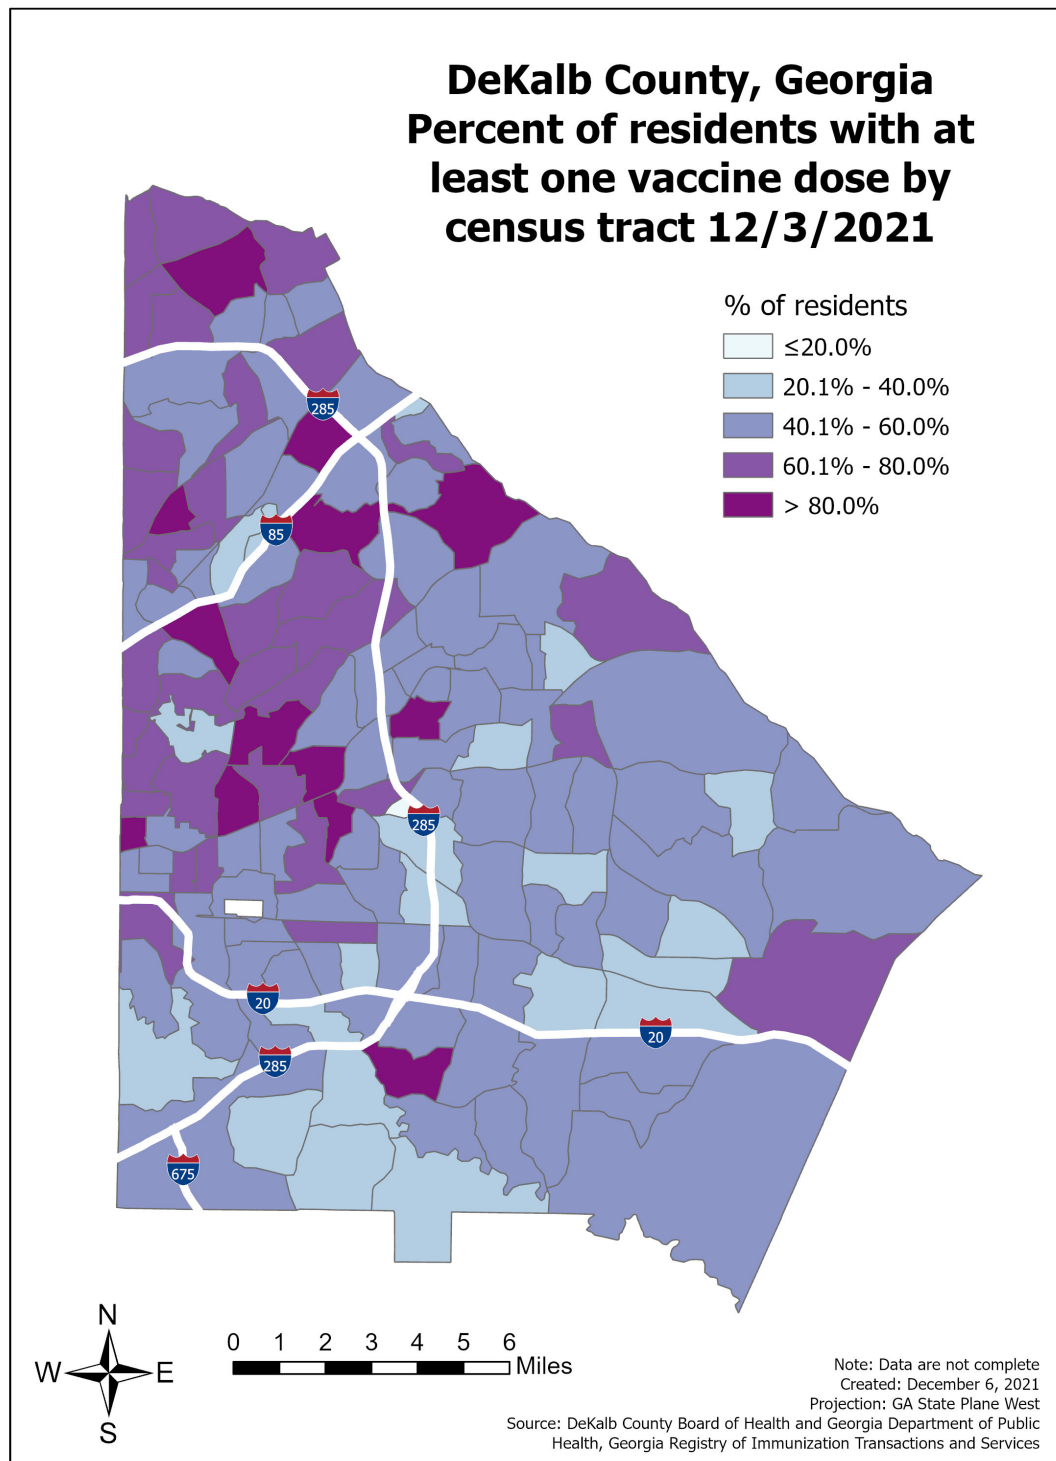 DeKalb County, Georgia
Percent of residents with at
least one vaccine dose by
census tract 12/3/2021
% of residents
≤20.0%
20.1% - 40.0%
40.1% - 60.0%
60.1% - 80.0%
> 80.0%
285
85
285
20
20
285
675
N
W E
S
0 1 2 3 4 5 6
Miles
Note: Data are not complete
Created: December 6, 2021
Projection: GA State Plane West
Source: DeKalb County Board of Health and Georgia Department of Public
Health, Georgia Registry of Immunization Transactions and Services